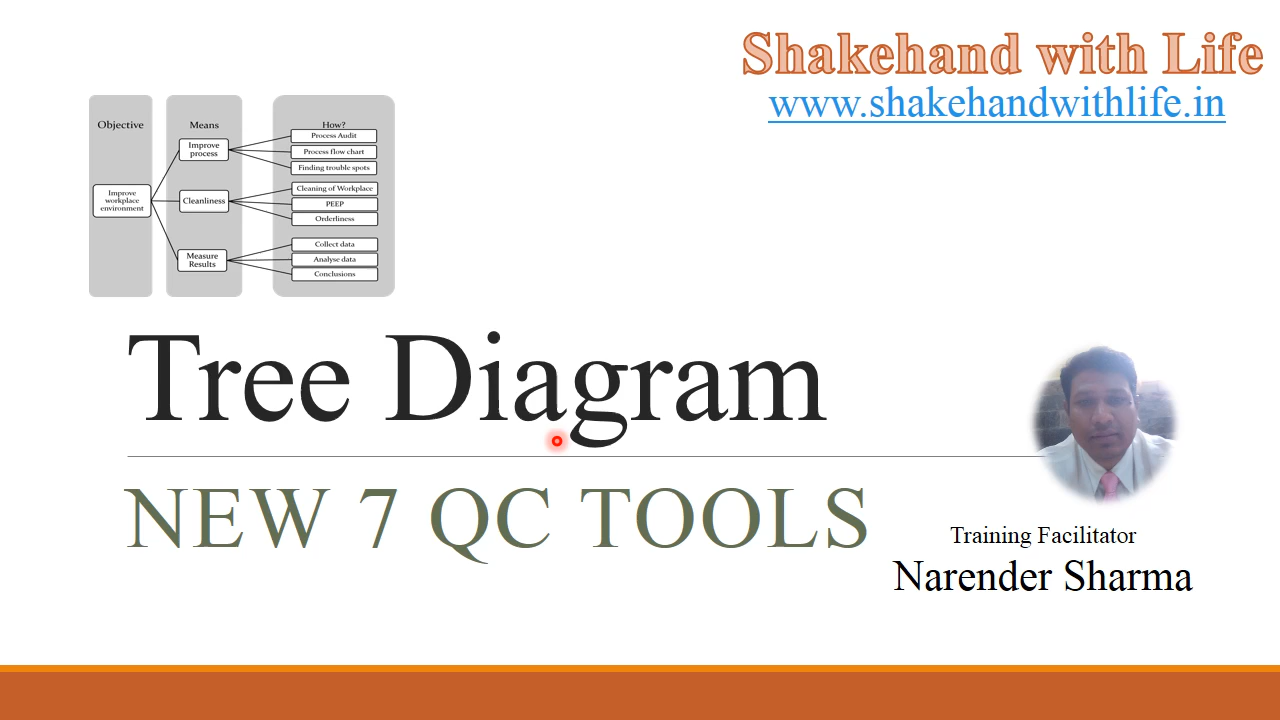 Shakehand with Life
www.shakehandwithlife.in
Objective
Means
How?
Improve
workplace
environment
Improve
process
Cleanliness
Measure
Results
Process Audit
Process flow chart
Finding trouble spots
Cleaning of Workplace
PEEP
Orderliness
Collect data
Analyse data
Conclusions
Tree Diagram
NEW 7 QC TOOLS
Training Facilitator
Narender Sharma